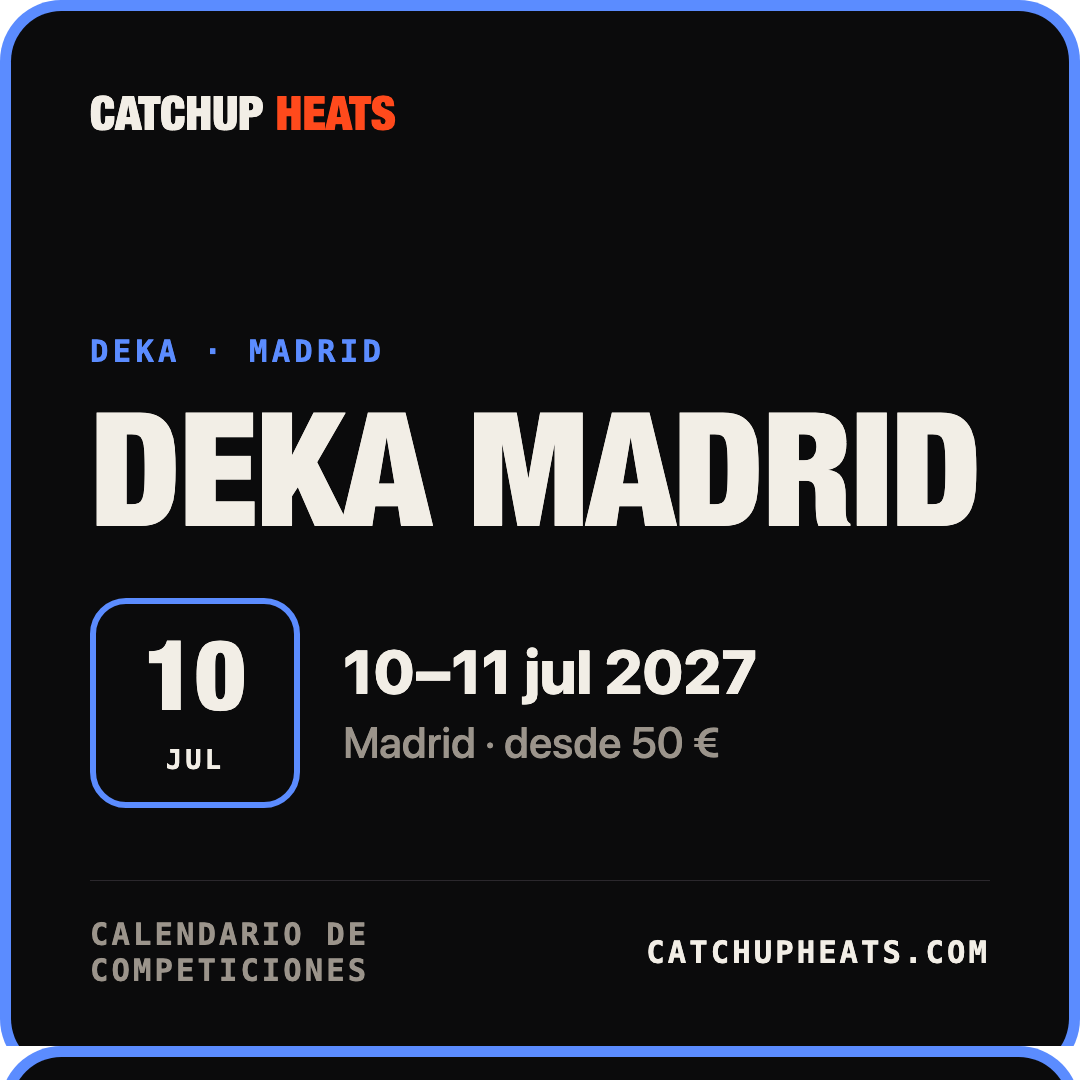 CATCHUP HEATS
DEKA · MADRID
DEKA MADRID
10
JUL
10–11 jul 2027
Madrid · desde 50 €
CALENDARIO DE
COMPETICIONES
CATCHUPHEATS.COM